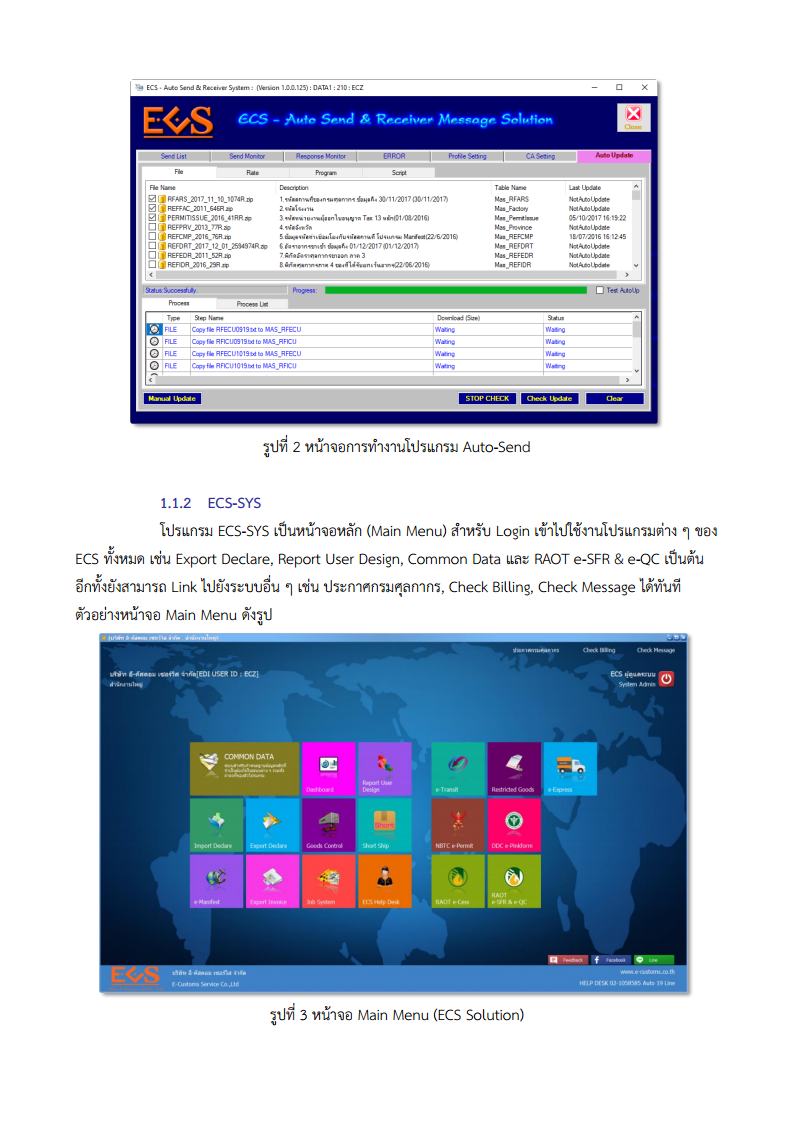 ECS - Auto Send & Receiver System : (Version 1.0.0.125) : DATA1 : 210 : ECZ
ECS
ECS - Auto Send & Receiver Message Solution
Close
Send List Send Monitor Response Monitor ERROR Profile Setting CA Setting Auto Update
File Rate Program Script
File Name Description Table Name Last Update
RFARS_2017_11_10_1074R.zip 1.รหัสสถานที่ของกรมศุลกากร ข้อมูลถึง 30/11/2017 (30/11/2017) Mas_RFARS NotAutoUpdate
REFFAC_2011_646R.zip 2.รหัสโรงงาน Mas_Factory NotAutoUpdate
PERMITISSUE_2016_41RR.zip 3.รหัสหน่วยงานผู้ออกใบอนุญาต Tax 13 หลัก(01/08/2016) Mas_PermitIssue 05/10/2017 16:19:22
REFPRV_2013_77R.zip 4.รหัสจังหวัด Mas_Province NotAutoUpdate
REFCMP_2016_76R.zip 5.ข้อมูลรหัสเชื่อมโยงกับรหัสสถานที่ โปรแกรม Manifest(22/6/2016) Mas_REFCMP 18/07/2016 16:12:45
REFDRT_2017_12_01_2594974R.zip 6.อัตราอากรขาเข้า ข้อมูลถึง 01/12/2017 (01/12/2017) Mas_REFDRT NotAutoUpdate
REFEDR_2011_52R.zip 7.พิกัดอัตราศุลกากรขาออก ภาค 3 Mas_REFEDR NotAutoUpdate
REFIDR_2016_29R.zip 8.พิกัดศุลกากรภาค 4 ของที่ได้รับยกเว้นอากร(22/06/2016) Mas_REFIDR NotAutoUpdate
Status:Successfully. Progress: Test AutoUp
Process Process List
Type Step Name Download (Size) Status
FILE Copy file RFECU0919.txt to MAS_RFECU Waiting Waiting
FILE Copy file RFICU0919.txt to MAS_RFICU Waiting Waiting
FILE Copy file RFECU1019.txt to MAS_RFECU Waiting Waiting
FILE Copy file RFICU1019.txt to MAS_RFICU Waiting Waiting
Manual Update STOP CHECK Check Update Clear
รูปที่ 2 หน้าจอการทำงานโปรแกรม Auto-Send
1.1.2 ECS-SYS
โปรแกรม ECS-SYS เป็นหน้าจอหลัก (Main Menu) สำหรับ Login เข้าไปใช้งานโปรแกรมต่าง ๆ ของ
ECS ทั้งหมด เช่น Export Declare, Report User Design, Common Data และ RAOT e-SFR & e-QC เป็นต้น
อีกทั้งยังสามารถ Link ไปยังระบบอื่น ๆ เช่น ประกาศกรมศุลกากร, Check Billing, Check Message ได้ทันที
ตัวอย่างหน้าจอ Main Menu ดังรูป
ประกาศกรมศุลกากร Check Billing Check Message
บริษัท อี-คัสตอม เซอร์วิส จำกัด[EDI USER ID : ECZ] ECS ผู้ดูแลระบบ
สำนักงานใหญ่ System Admin
COMMON DATA
Dashboard Report User Design e-Transit Restricted Goods e-Express
Import Declare Export Declare Goods Control Short Ship NBTC e-Permit DDC e-Pinkform
e-Manifest Export Invoice Job System ECS Help Desk RAOT e-Cess RAOT e-SFR & e-QC
Feedback Facebook Line
ECS บริษัท อี-คัสตอม เซอร์วิส จำกัด www.e-customs.co.th
E-Customs Service Co.,Ltd HELP DESK 02-1058585 Auto 19 Line
รูปที่ 3 หน้าจอ Main Menu (ECS Solution)